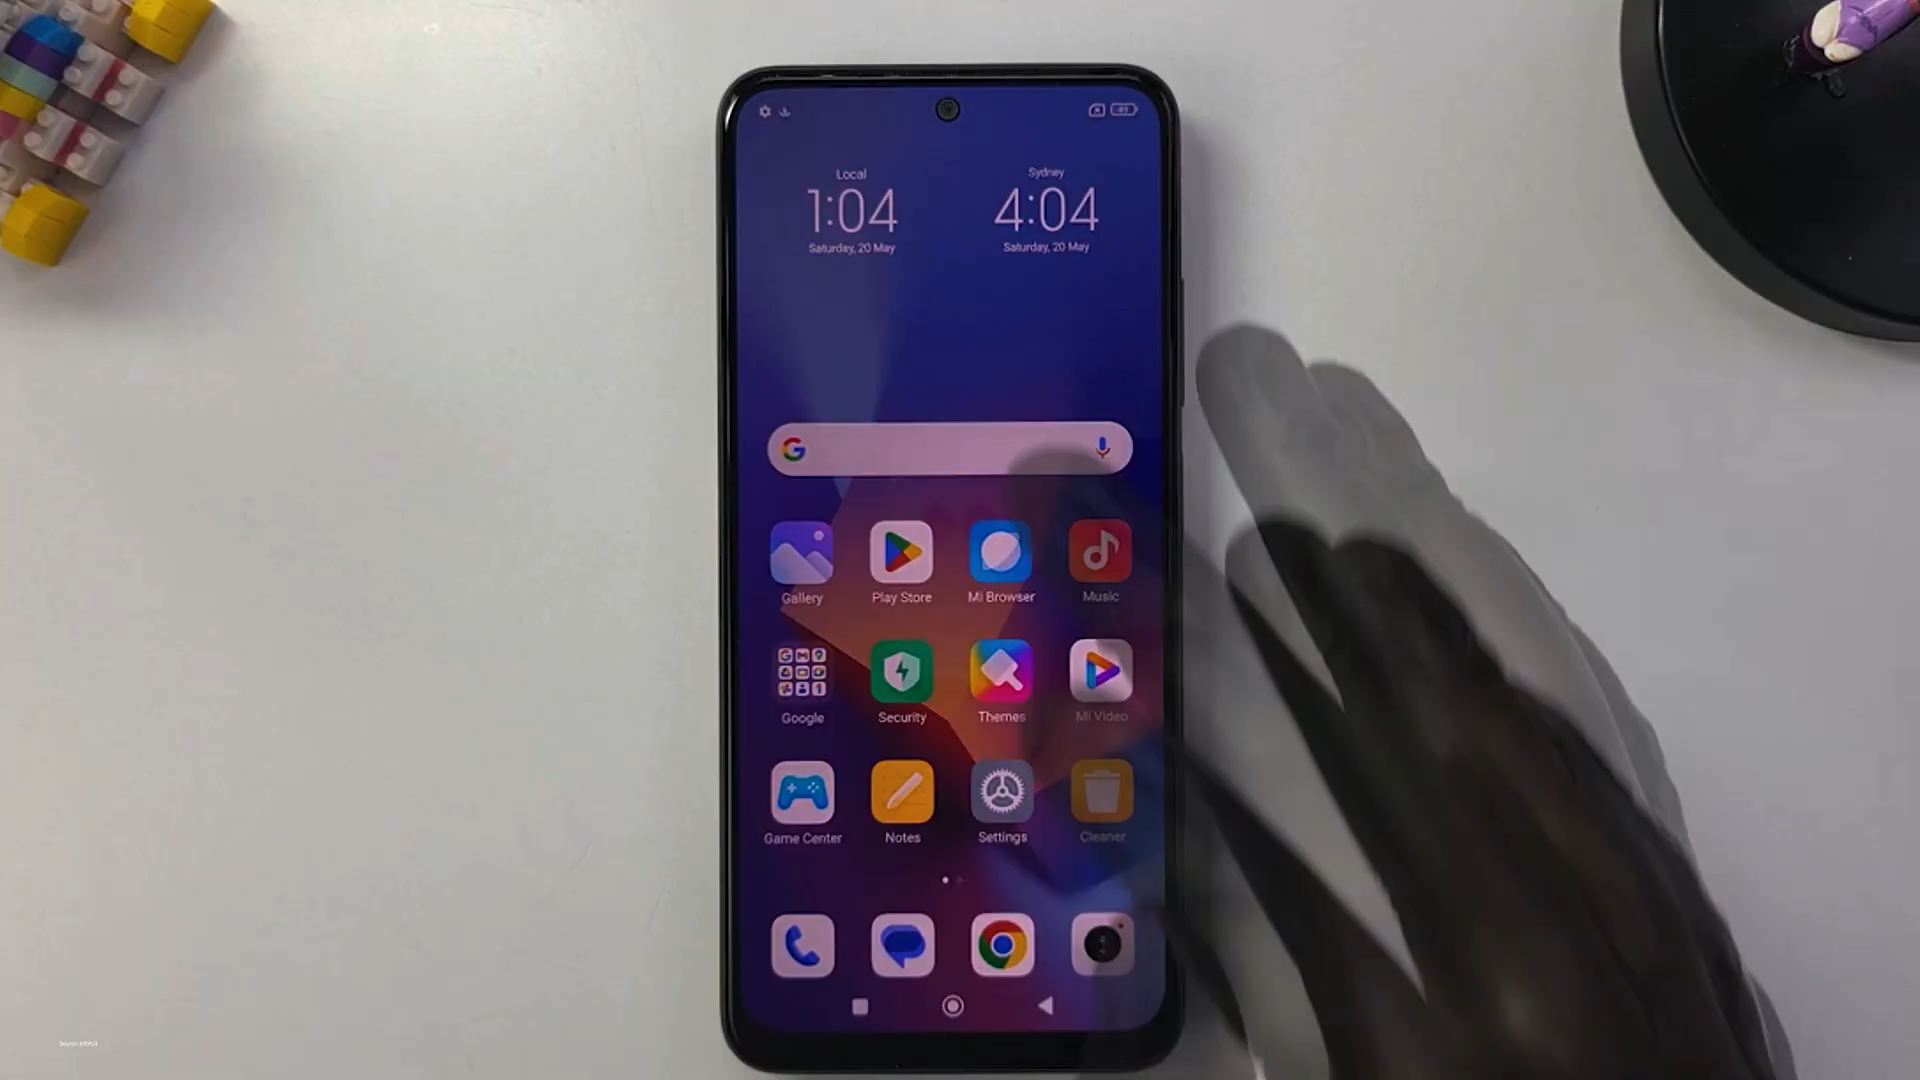 Local
Sydney
1:04
4:04
Saturday, 20 May
Saturday, 20 May
Gallery
Play Store
Mi Browser
Music
Google
Security
Themes
Mi Video
Game Center
Notes
Settings
Cleaner